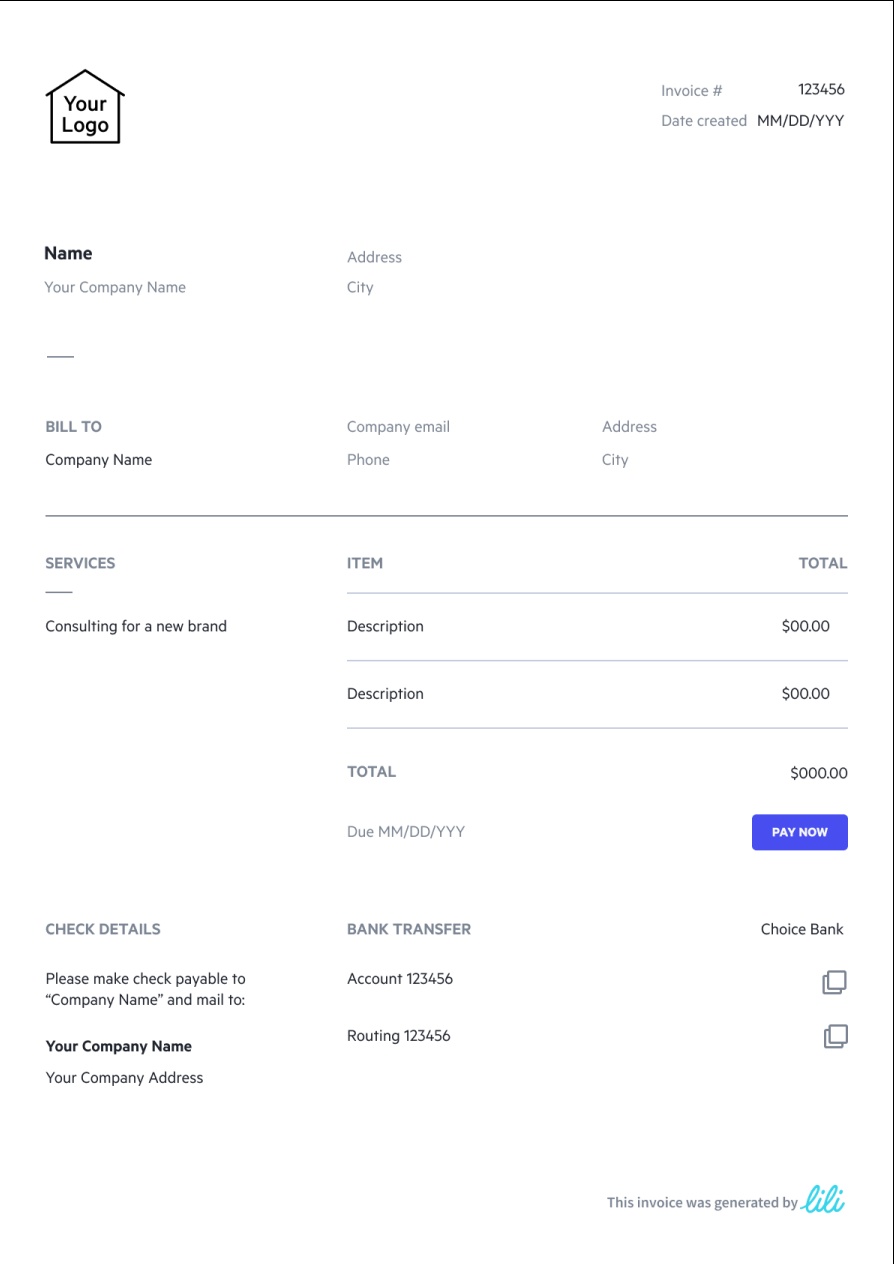 Your
Logo
Invoice # 123456
Date created MM/DD/YYY
Name
Your Company Name
Address
City
BILL TO
Company Name
Company email
Phone
Address
City
SERVICES
Consulting for a new brand
ITEM TOTAL
Description $00.00
Description $00.00
TOTAL $000.00
Due MM/DD/YYY
PAY NOW
CHECK DETAILS
Please make check payable to
“Company Name” and mail to:
Your Company Name
Your Company Address
BANK TRANSFER Choice Bank
Account 123456
Routing 123456
This invoice was generated by lili